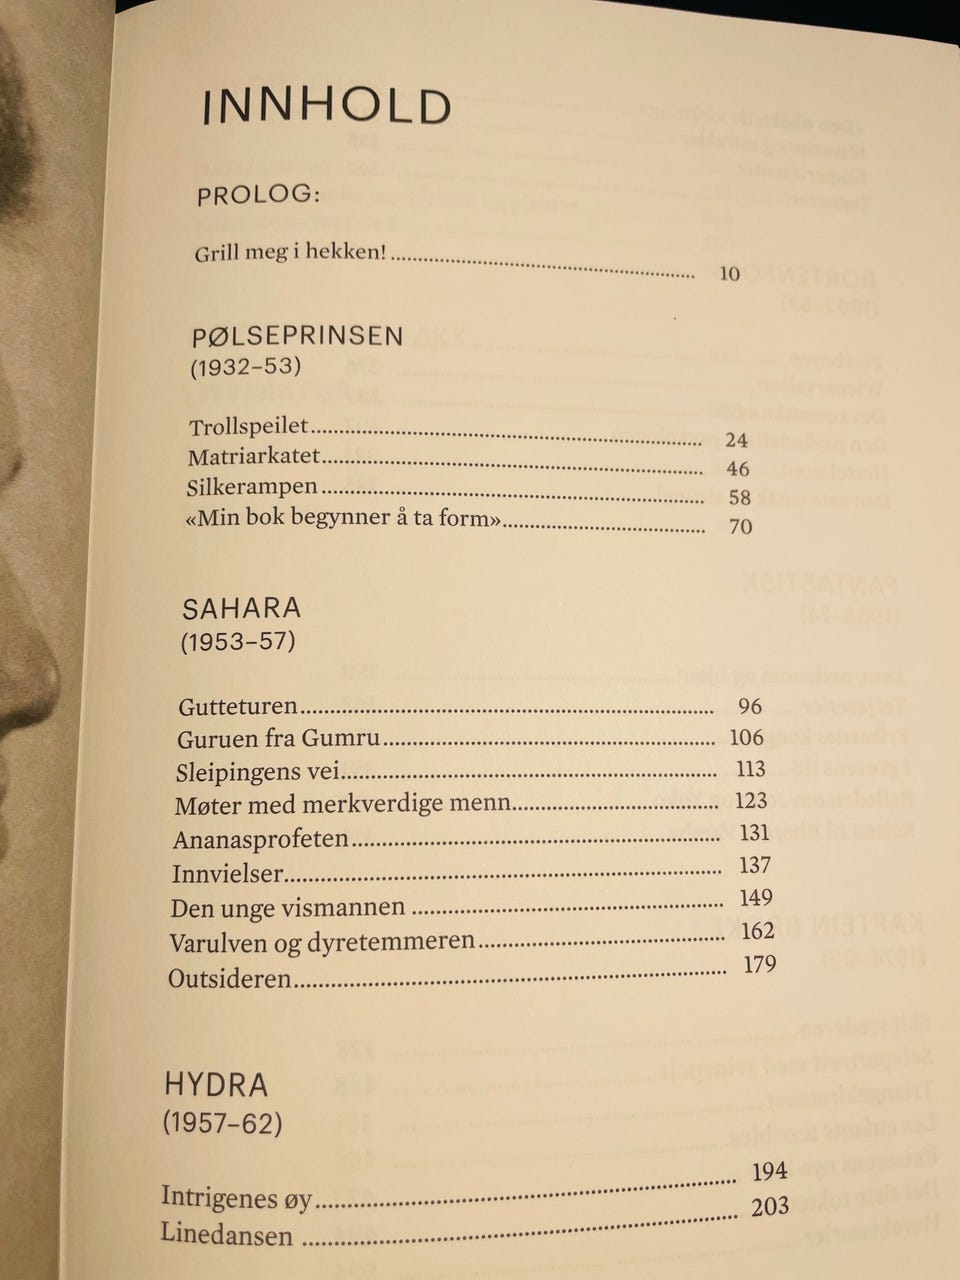 INNHOLD
PROLOG:
Grill meg i hekken! 10
PØLSEPRINSEN
(1932–53)
Trollspeilet 24
Matriarkatet 46
Silkerampen 58
«Min bok begynner å ta form» 70
SAHARA
(1953–57)
Gutteturen 96
Guruen fra Gumru 106
Sleipingens vei 113
Møter med merkverdige menn 123
Ananasprofeten 131
Innvielser 137
Den unge vismannen 149
Varulven og dyretemmeren 162
Outsideren 179
HYDRA
(1957–62)
Intrigenes øy 194
Linedansen 203